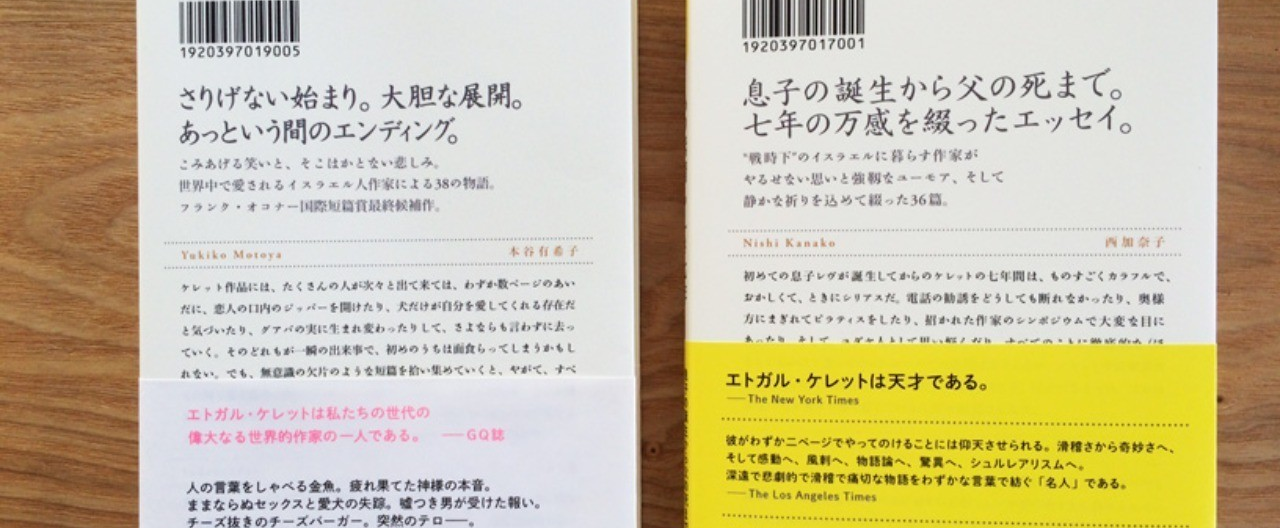 1920397019005
さりげない始まり。大胆な展開。
あっという間のエンディング。
こみあげる笑いと、そこはかとない悲しみ。
世界中で愛されるイスラエル人作家による38の物語。
フランク・オコナー国際短篇賞最終候補作。
Yukiko Motoya 本谷有希子
ケレット作品には、たくさんの人が次々と出て来ては、わずか数ページのあい
だに、恋人の口内のジッパーを開けたり、犬だけが自分を愛してくれる存在だ
と気づいたり、グアバの実に生まれ変わったりして、さよならも言わずに去っ
ていく。そのどれもが一瞬の出来事で、初めのうちは面食らってしまうかもし
れない。でも、無意識の欠片のような短篇を拾い集めていくと、やがて、すべ
エトガル・ケレットは私たちの世代の
偉大なる世界的作家の一人である。 ──GQ誌
人の言葉をしゃべる金魚。疲れ果てた神様の本音。
ままならぬセックスと愛犬の失踪。嘘つき男が受けた報い。
チーズ抜きのチーズバーガー。突然のテロ──。
1920397017001
息子の誕生から父の死まで。
七年の万感を綴ったエッセイ。
“戦時下”のイスラエルに暮らす作家が
やるせない思いと強靱なユーモア、そして
静かな祈りを込めて綴った36篇。
Nishi Kanako 西加奈子
初めての息子レヴが誕生してからのケレットの七年間は、ものすごくカラフルで、
おかしくて、ときにシリアスだ。電話の勧誘をどうしても断れなかったり、奥様
方にまぎれてピラティスをしたり、招かれた作家のシンポジウムで大変な目に
エトガル・ケレットは天才である。
──The New York Times
彼がわずか二ページでやってのけることには仰天させられる。滑稽さから奇妙さへ、
そして感動へ、風刺へ、物語論へ、驚異へ、シュルレアリスムへ。
深遠で悲劇的で滑稽で痛切な物語をわずかな言葉で紡ぐ「名人」である。
──The Los Angeles Times